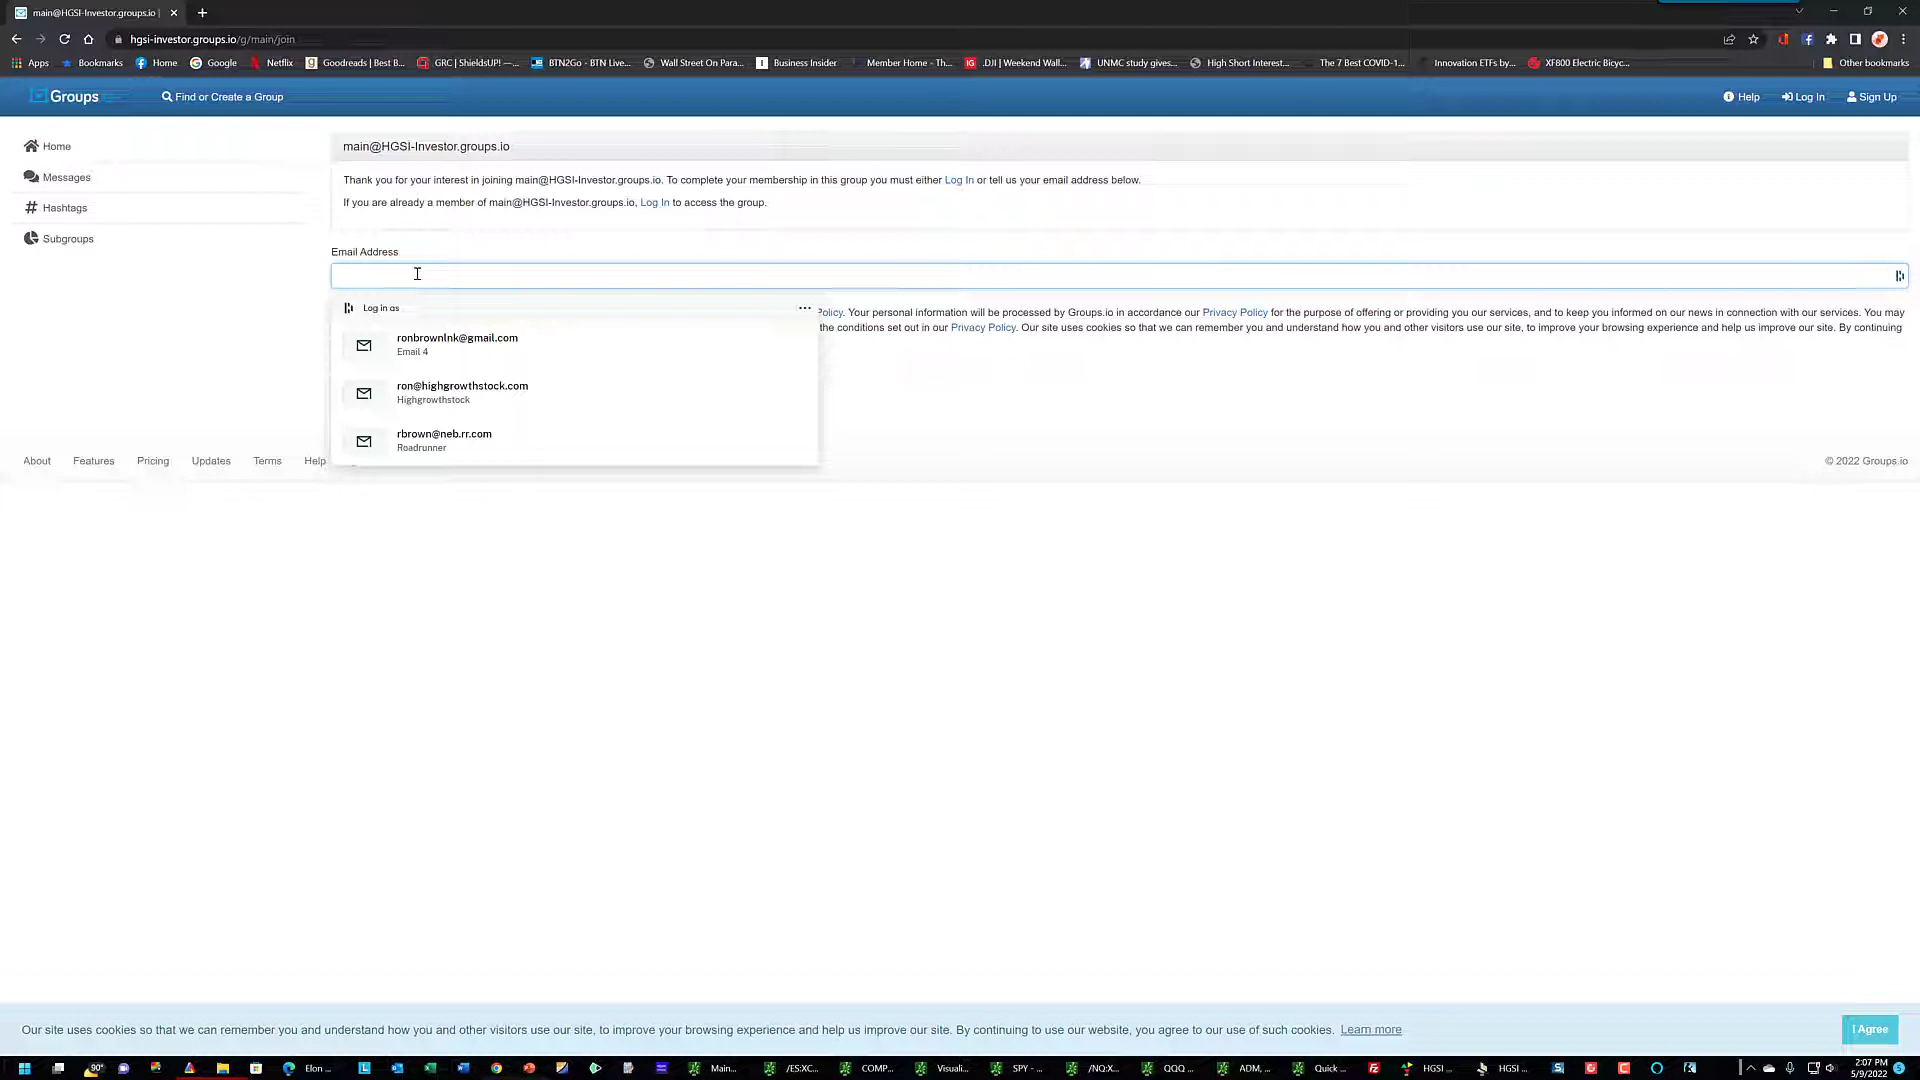 main@HGSI-Investor.groups.io |
hgsi-investor.groups.io/g/main/join
Apps Bookmarks Home Google Netflix Goodreads | Best B... GRC | ShieldsUP! —... BTN2Go - BTN Live... Wall Street On Para... Business Insider Member Home - Th... .DJI | Weekend Wall... UNMC study gives... High Short Interest... The 7 Best COVID-1... Innovation ETFs by... XF800 Electric Bicyc... Other bookmarks
Groups Find or Create a Group Help Log In Sign Up
Home
Messages
Hashtags
Subgroups
main@HGSI-Investor.groups.io
Thank you for your interest in joining main@HGSI-Investor.groups.io. To complete your membership in this group you must either Log In or tell us your email address below.
If you are already a member of main@HGSI-Investor.groups.io, Log In to access the group.
Email Address
Log in as ...
Policy. Your personal information will be processed by Groups.io in accordance our Privacy Policy for the purpose of offering or providing you our services, and to keep you informed on our news in connection with our services. You may
the conditions set out in our Privacy Policy. Our site uses cookies so that we can remember you and understand how you and other visitors use our site, to improve your browsing experience and help us improve our site. By continuing
ronbrownlnk@gmail.com
Email 4
ron@highgrowthstock.com
Highgrowthstock
rbrown@neb.rr.com
Roadrunner
About Features Pricing Updates Terms Help © 2022 Groups.io
Our site uses cookies so that we can remember you and understand how you and other visitors use our site, to improve your browsing experience and help us improve our site. By continuing to use our website, you agree to our use of such cookies. Learn more I Agree
90° Elon ... Main... /ES:XC... COMP... Visuali... SPY - ... /NQ:X... QQQ ... ADM, ... Quick ... HGSI ... HGSI ... 2:07 PM
5/9/2022